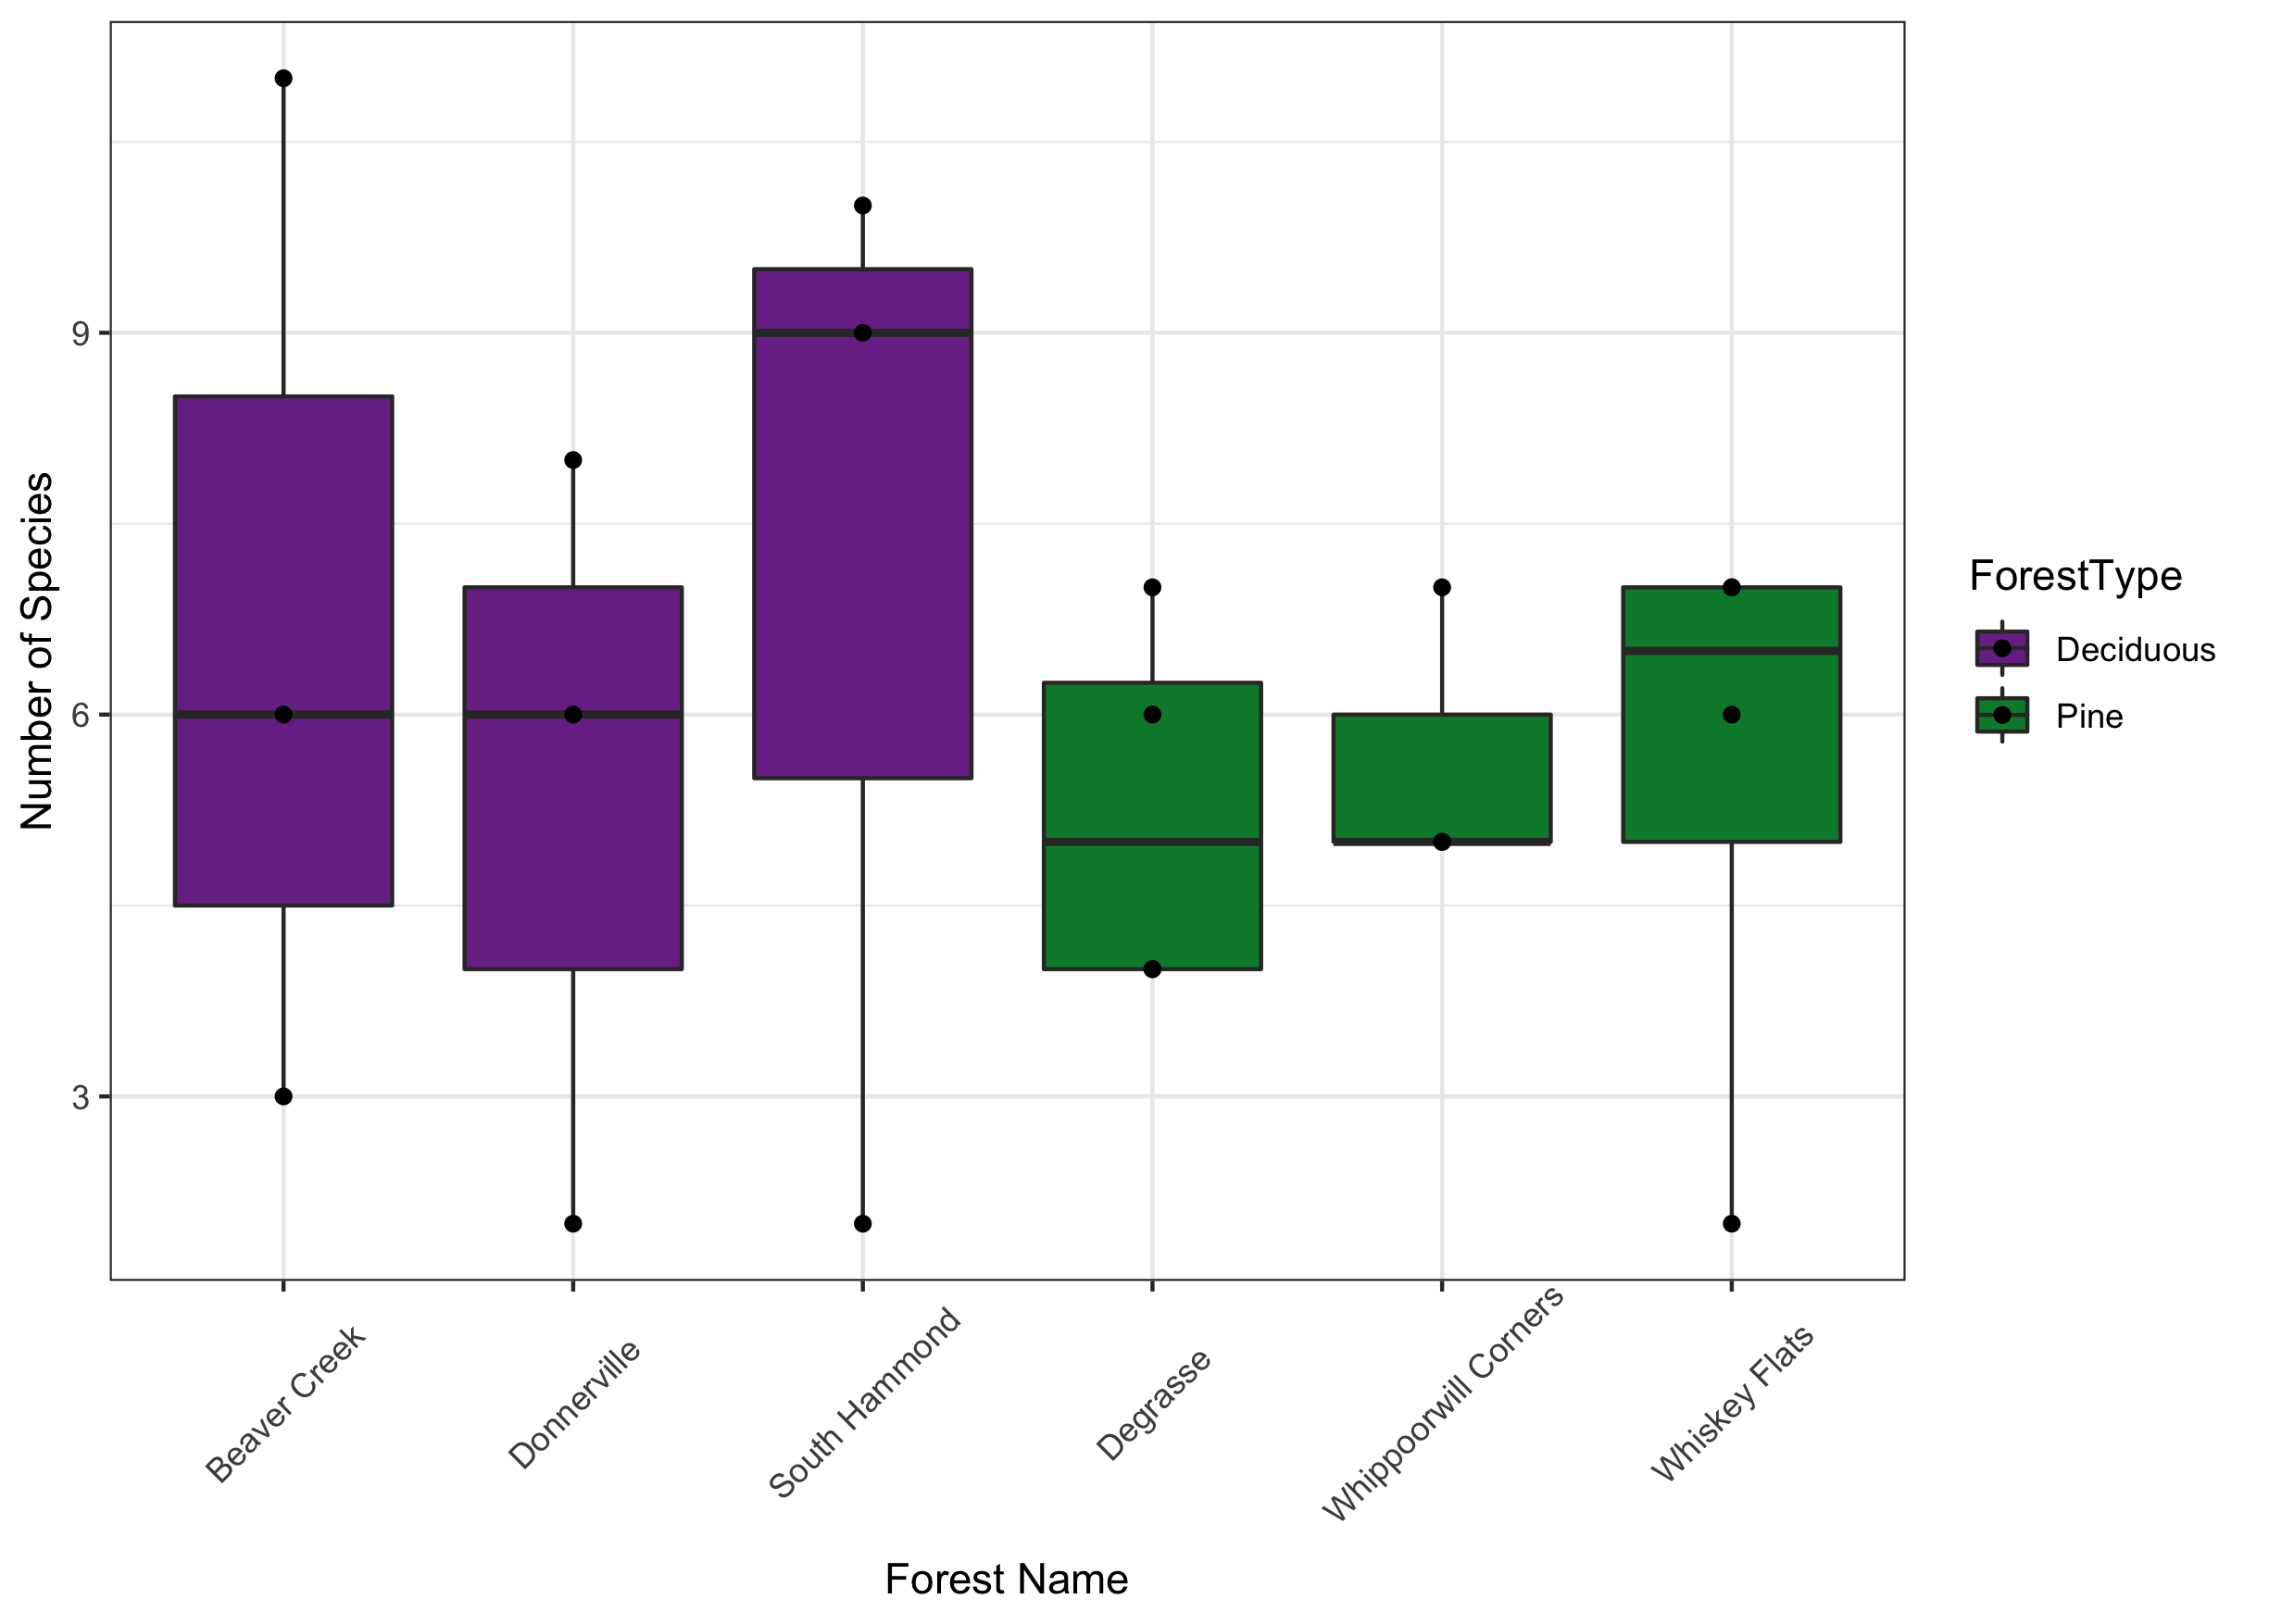 Number of Species
9
6
3
Beaver Creek
Donnerville
South Hammond
Degrasse
Whippoorwill Corners
Whiskey Flats
Forest Name
ForestType
Deciduous
Pine